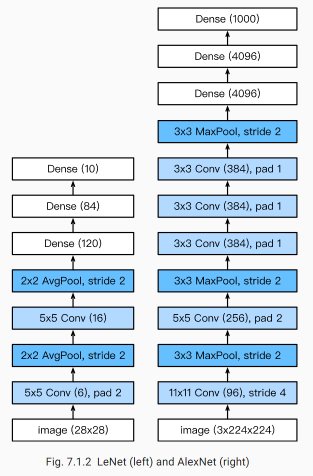 Dense (1000)
Dense (4096)
Dense (4096)
3x3 MaxPool, stride 2
3x3 Conv (384), pad 1
3x3 Conv (384), pad 1
3x3 Conv (384), pad 1
3x3 MaxPool, stride 2
5x5 Conv (256), pad 2
3x3 MaxPool, stride 2
11x11 Conv (96), stride 4
image (3x224x224)
Dense (10)
Dense (84)
Dense (120)
2x2 AvgPool, stride 2
5x5 Conv (16)
2x2 AvgPool, stride 2
5x5 Conv (6), pad 2
image (28x28)
Fig. 7.1.2 LeNet (left) and AlexNet (right)